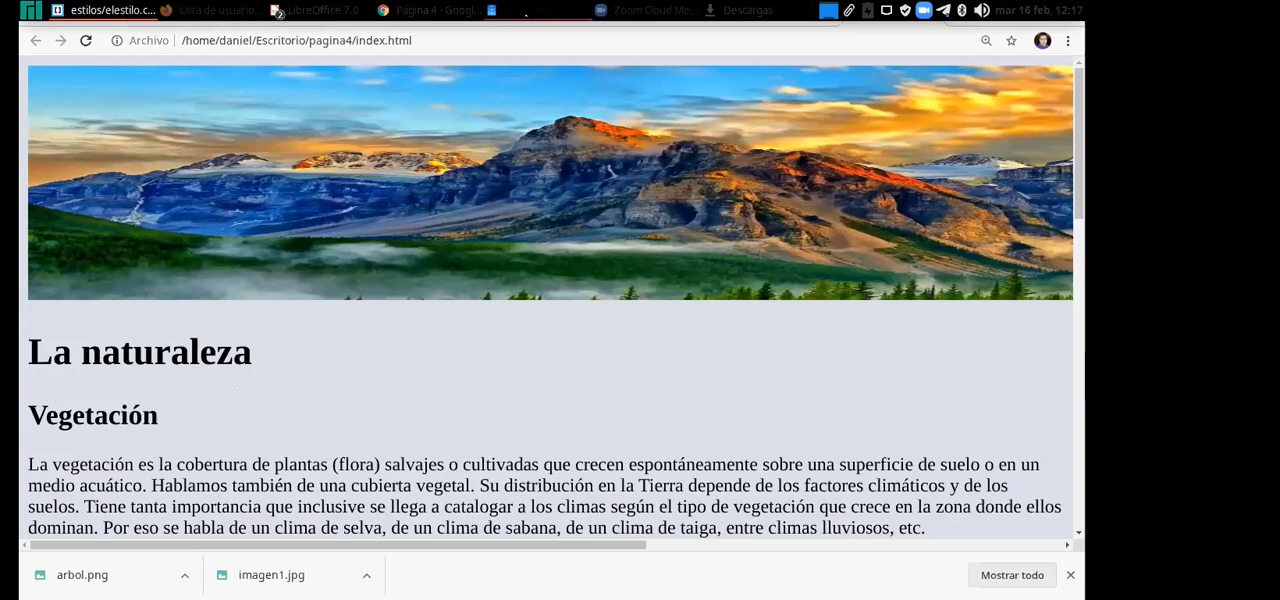 estilos/elestilo.c...
Lista de usuario...
2
LibreOffice 7.0
Pagina 4 - Googl...
Zoom Cloud Me...
Descargas
mar 16 feb, 12:17
Archivo
/home/daniel/Escritorio/pagina4/index.html
La naturaleza
Vegetación
La vegetación es la cobertura de plantas (flora) salvajes o cultivadas que crecen espontáneamente sobre una superficie de suelo o en un
medio acuático. Hablamos también de una cubierta vegetal. Su distribución en la Tierra depende de los factores climáticos y de los
suelos. Tiene tanta importancia que inclusive se llega a catalogar a los climas según el tipo de vegetación que crece en la zona donde ellos
dominan. Por eso se habla de un clima de selva, de un clima de sabana, de un clima de taiga, entre climas lluviosos, etc.
arbol.png
imagen1.jpg
Mostrar todo